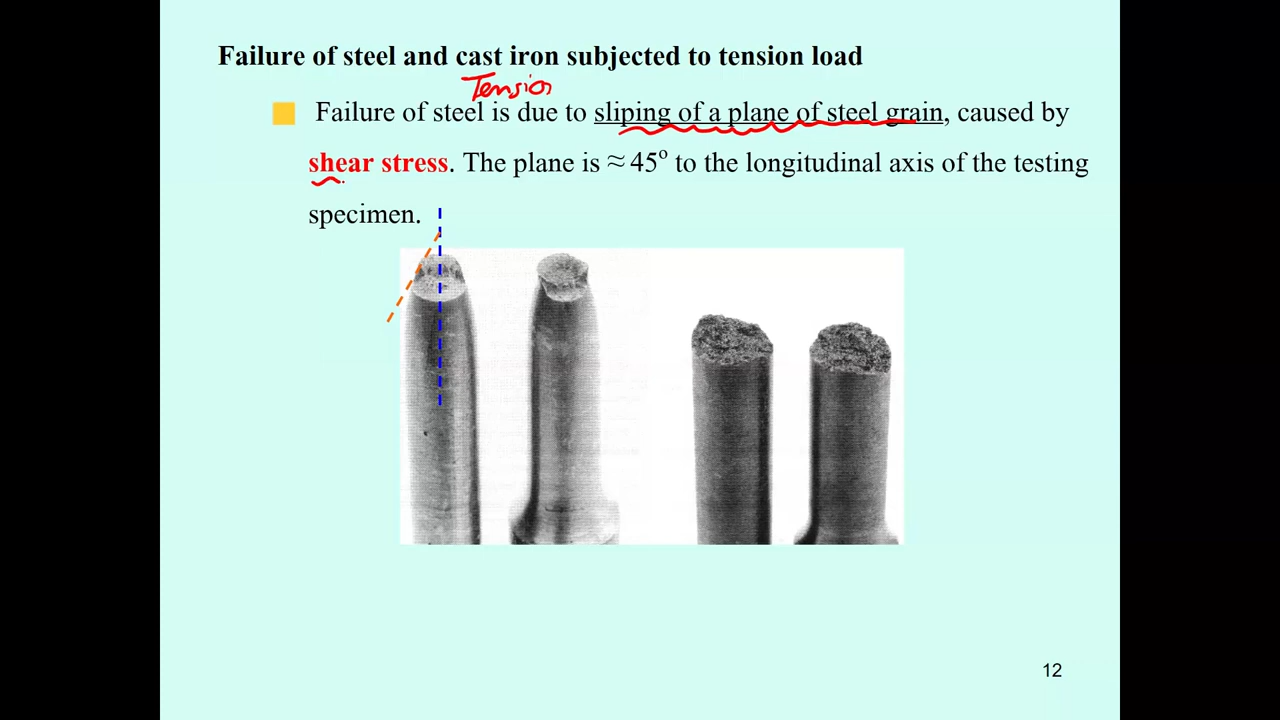 Failure of steel and cast iron subjected to tension load
Tension
Failure of steel is due to sliping of a plane of steel grain, caused by
shear stress. The plane is ≈ 45º to the longitudinal axis of the testing
specimen.
12